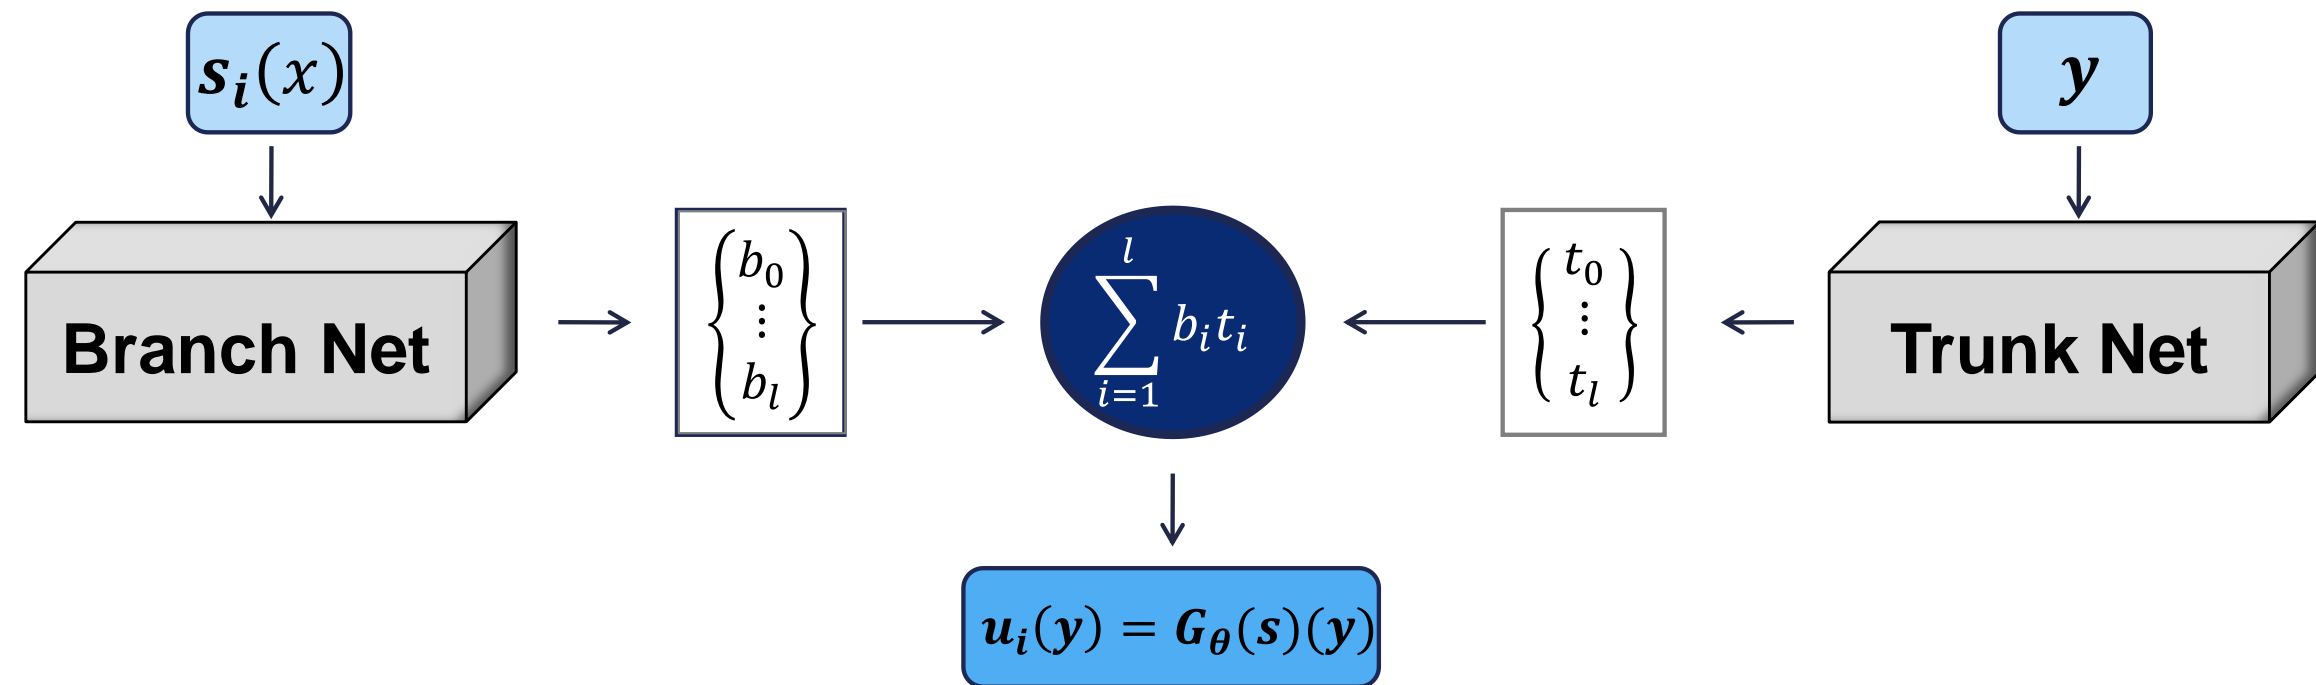 s_i(x)
y
Branch Net
b_0
⋮
b_l
l
∑ b_i t_i
i=1
t_0
⋮
t_l
Trunk Net
u_i(y) = G_θ(s)(y)